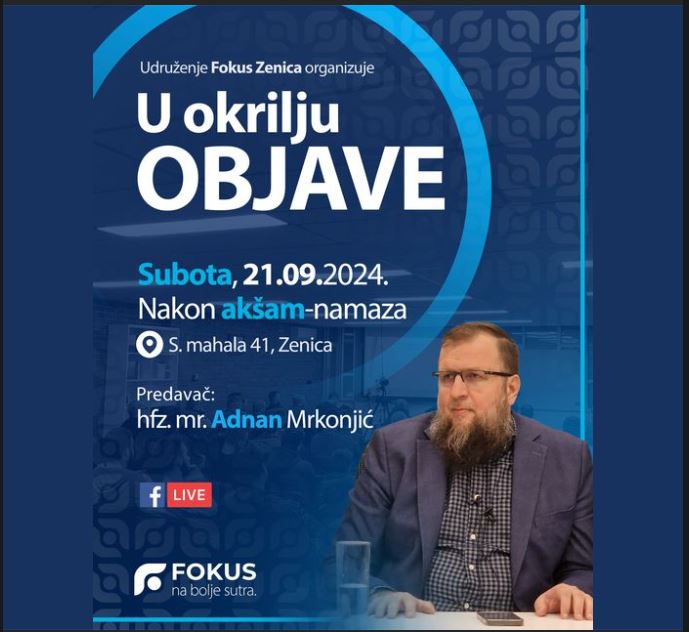 Udruženje Fokus Zenica organizuje
U okrilju
OBJAVE
Subota, 21.09.2024.
Nakon akšam-namaza
S. mahala 41, Zenica
Predavač:
hfz. mr. Adnan Mrkonjić
f LIVE
FOKUS
na bolje sutra.